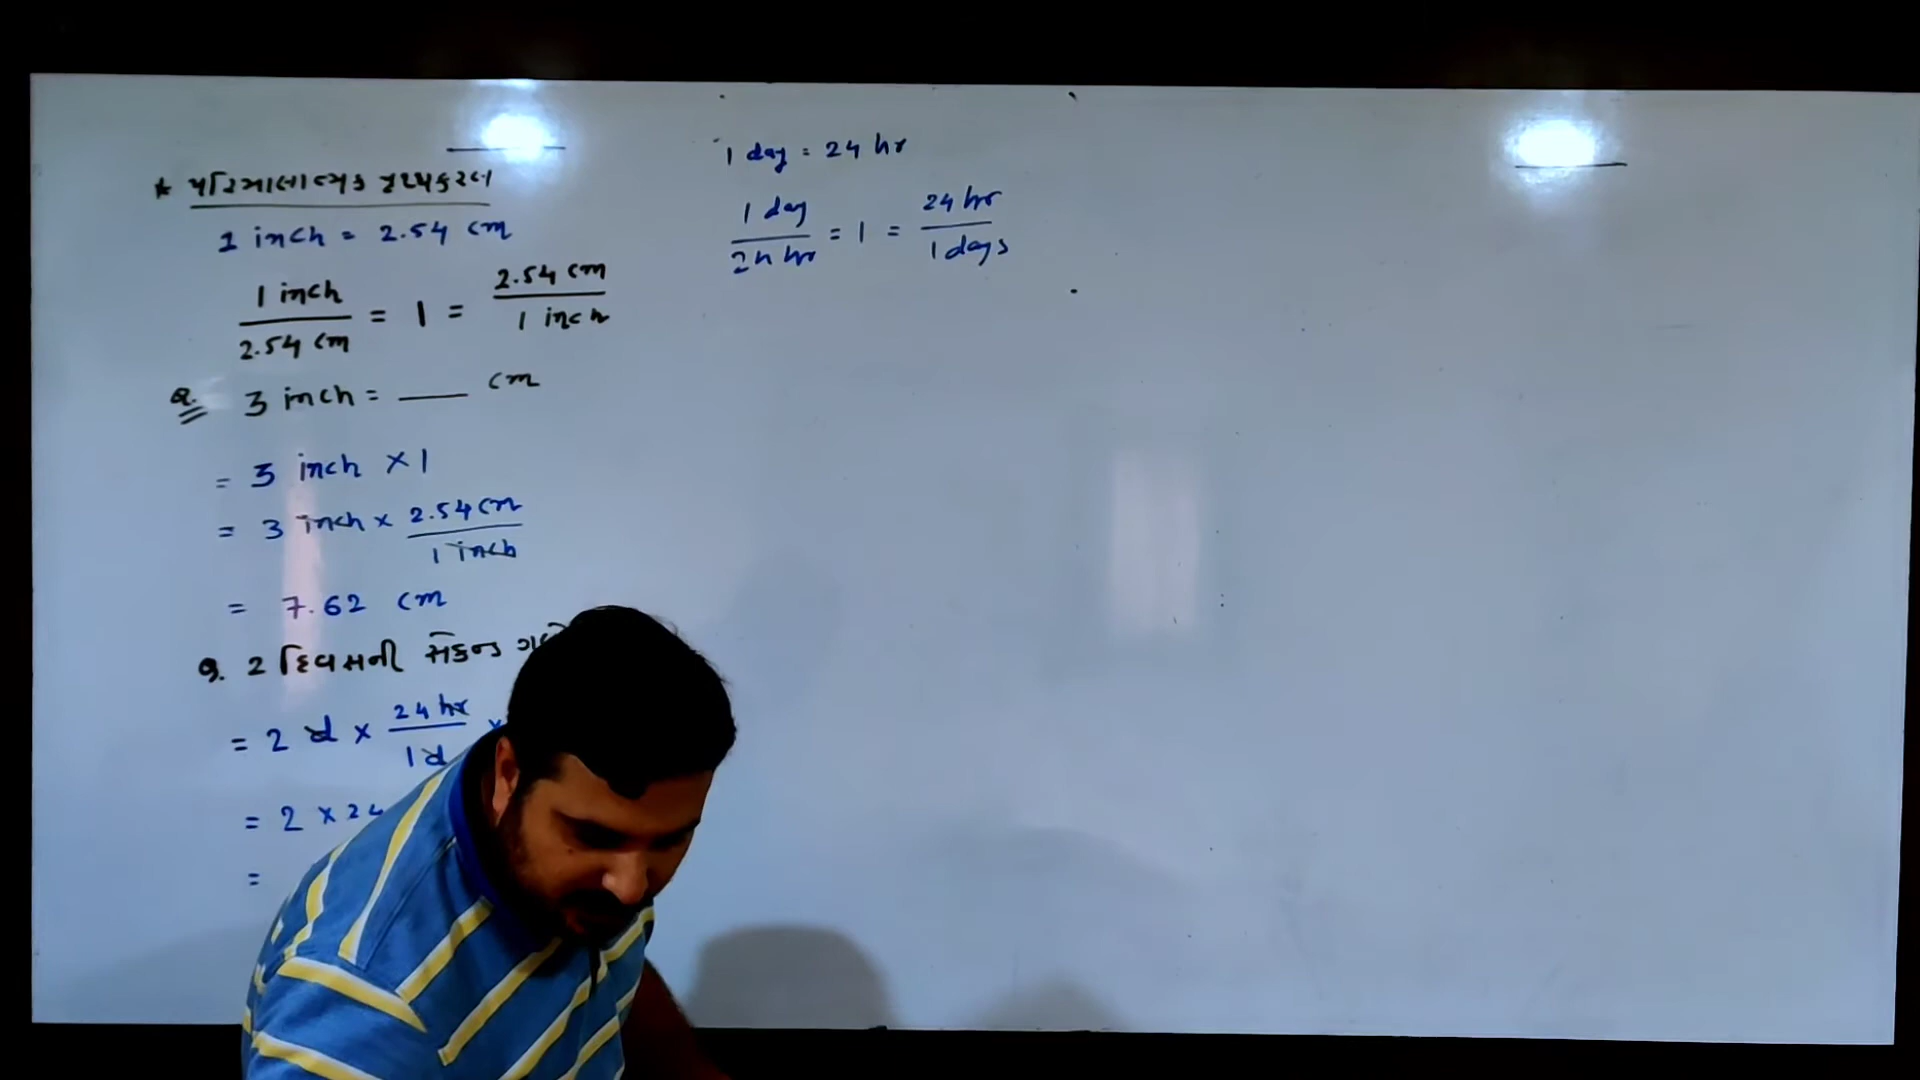 * પરિમાણાત્મક પૃથ્થકરણ
1 inch = 2.54 cm
1 inch / 2.54 cm = 1 = 2.54 cm / 1 inch
Q. 3 inch = ___ cm
= 3 inch × 1
= 3 inch × 2.54 cm / 1 inch
= 7.62 cm
Q. 2 દિવસની સેકન્ડ
= 2 d × 24 hr / 1 d ×
= 2 × 24
=
1 day = 24 hr
1 day / 24 hr = 1 = 24 hr / 1 days